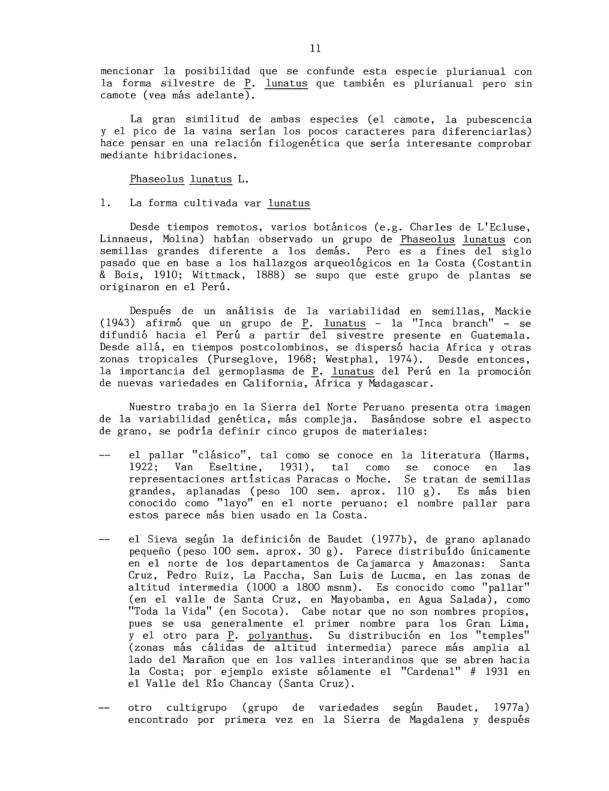 11
mencionar la posibilidad que se confunde esta especie plurianual con
la forma silvestre de P. lunatus que también es plurianual pero sin
camote (vea más adelante).
La gran similitud de ambas especies (el camote, la pubescencia
y el pico de la vaina serían los pocos caracteres para diferenciarlas)
hace pensar en una relación filogenética que sería interesante comprobar
mediante hibridaciones.
Phaseolus lunatus L.
1. La forma cultivada var lunatus
Desde tiempos remotos, varios botánicos (e.g. Charles de L'Ecluse,
Linnaeus, Molina) habían observado un grupo de Phaseolus lunatus con
semillas grandes diferente a los demás. Pero es a fines del siglo
pasado que en base a los hallazgos arqueológicos en la Costa (Costantin
& Bois, 1910; Wittmack, 1888) se supo que este grupo de plantas se
originaron en el Perú.
Después de un análisis de la variabilidad en semillas, Mackie
(1943) afirmó que un grupo de P. lunatus - la "Inca branch" - se
difundió hacia el Perú a partir del sivestre presente en Guatemala.
Desde allá, en tiempos postcolombinos, se dispersó hacia Africa y otras
zonas tropicales (Purseglove, 1968; Westphal, 1974). Desde entonces,
la importancia del germoplasma de P. lunatus del Perú en la promoción
de nuevas variedades en California, Africa y Madagascar.
Nuestro trabajo en la Sierra del Norte Peruano presenta otra imagen
de la variabilidad genética, más compleja. Basándose sobre el aspecto
de grano, se podría definir cinco grupos de materiales:
-- el pallar "clásico", tal como se conoce en la literatura (Harms,
1922; Van Eseltine, 1931), tal como se conoce en las
representaciones artísticas Paracas o Moche. Se tratan de semillas
grandes, aplanadas (peso 100 sem. aprox. 110 g). Es más bien
conocido como "layo" en el norte peruano; el nombre pallar para
estos parece más bien usado en la Costa.
-- el Sieva según la definición de Baudet (1977b), de grano aplanado
pequeño (peso 100 sem. aprox. 30 g). Parece distribuído únicamente
en el norte de los departamentos de Cajamarca y Amazonas: Santa
Cruz, Pedro Ruiz, La Paccha, San Luis de Lucma, en las zonas de
altitud intermedia (1000 a 1800 msnm). Es conocido como "pallar"
(en el valle de Santa Cruz, en Mayobamba, en Agua Salada), como
"Toda la Vida" (en Socota). Cabe notar que no son nombres propios,
pues se usa generalmente el primer nombre para los Gran Lima,
y el otro para P. polyanthus. Su distribución en los "temples"
(zonas más cálidas de altitud intermedia) parece más amplia al
lado del Marañon que en los valles interandinos que se abren hacia
la Costa; por ejemplo existe sólamente el "Cardenal" # 1931 en
el Valle del Río Chancay (Santa Cruz).
-- otro cultigrupo (grupo de variedades según Baudet, 1977a)
encontrado por primera vez en la Sierra de Magdalena y después